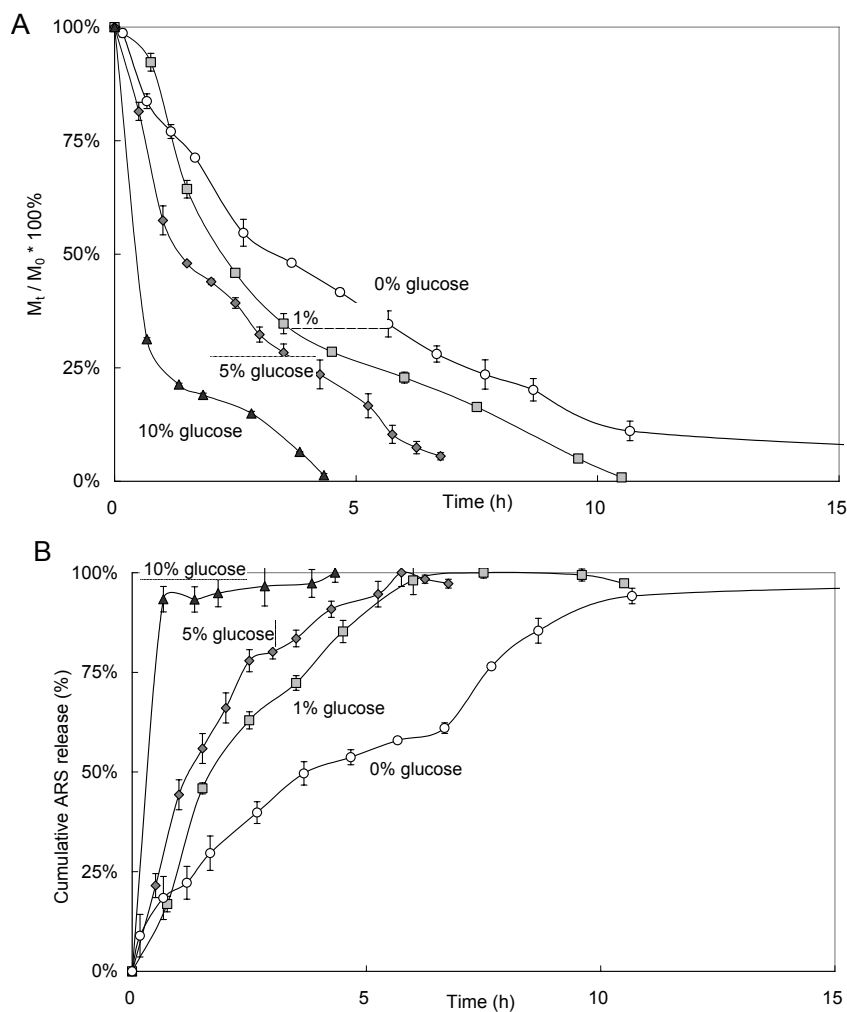 A
100%
75%
50%
25%
0%
M_t / M_0 * 100%
0% glucose
1%
5% glucose
10% glucose
0
5
10
15
Time (h)
B
100%
75%
50%
25%
0%
Cumulative ARS release (%)
10% glucose
5% glucose
1% glucose
0% glucose
0
5
10
15
Time (h)